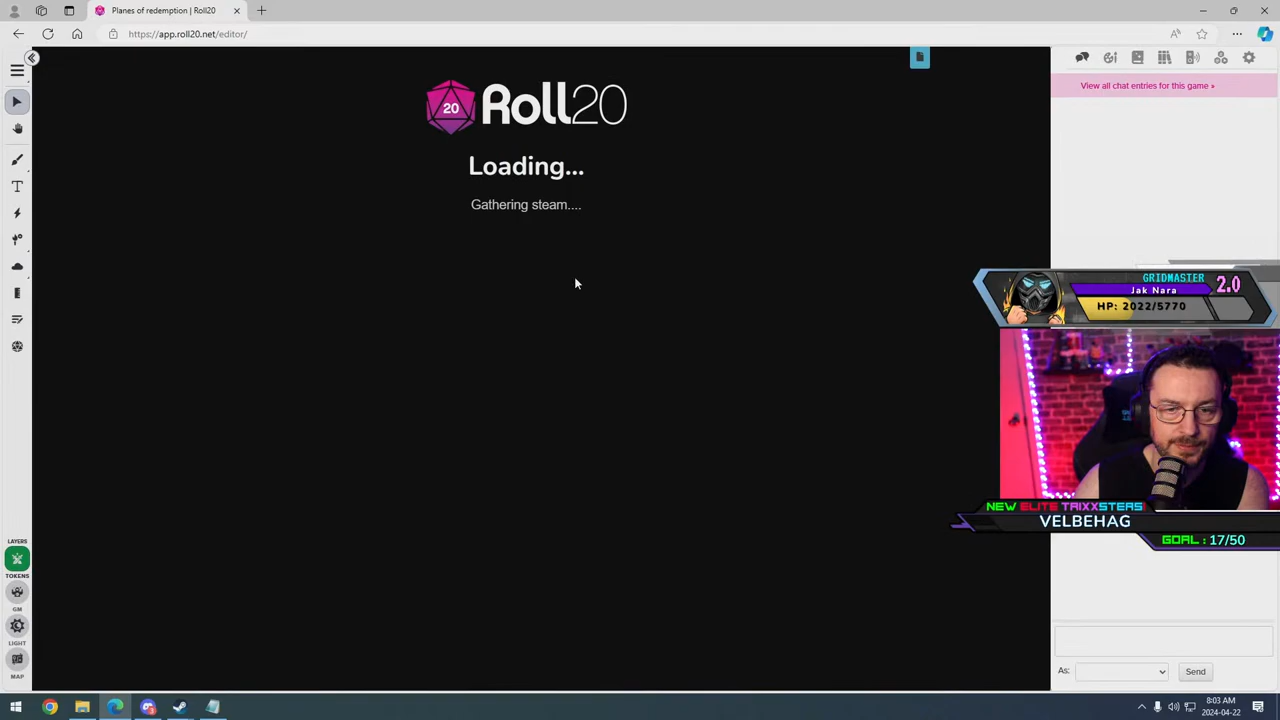 Planes of redemption | Roll20
https://app.roll20.net/editor/
20
Roll20
Loading...
Gathering steam....
View all chat entries for this game »
GRIDMASTER
Jak Nara
2.0
HP: 2022/5770
NEW ELITE TRIXXSTERS
VELBEHAG
GOAL : 17/50
LAYERS
TOKENS
GM
LIGHT
MAP
As:
Send
8:03 AM
2024-04-22